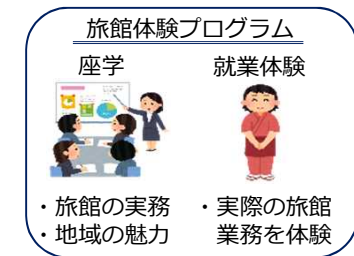 旅館体験プログラム
座学
就業体験
・旅館の実務
・地域の魅力
・実際の旅館
業務を体験